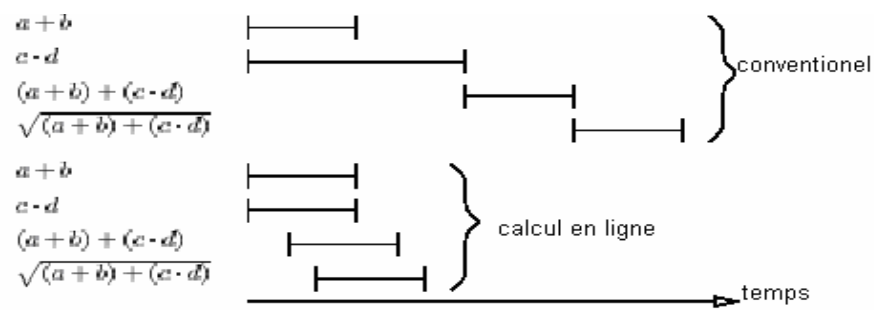 a + b
c · d
(a + b) + (c · d)
√(a + b) + (c · d)
conventionel
a + b
c · d
(a + b) + (c · d)
√(a + b) + (c · d)
calcul en ligne
temps